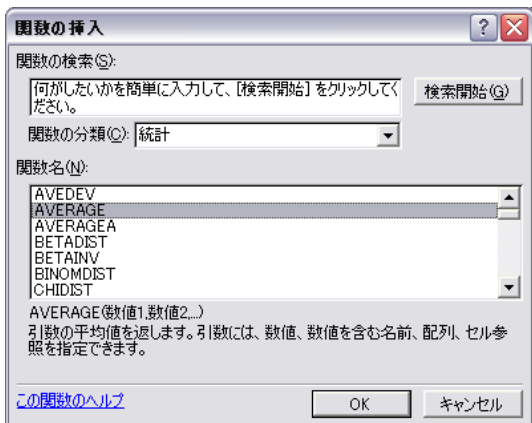 関数の挿入
関数の検索(S):
何がしたいかを簡単に入力して、[検索開始] をクリックしてく
ださい。
検索開始(G)
関数の分類(C): 統計
関数名(N):
AVEDEV
AVERAGE
AVERAGEA
BETADIST
BETAINV
BINOMDIST
CHIDIST
AVERAGE(数値1,数値2,...)
引数の平均値を返します。引数には、数値、数値を含む名前、配列、セル参
照を指定できます。
この関数のヘルプ
OK
キャンセル